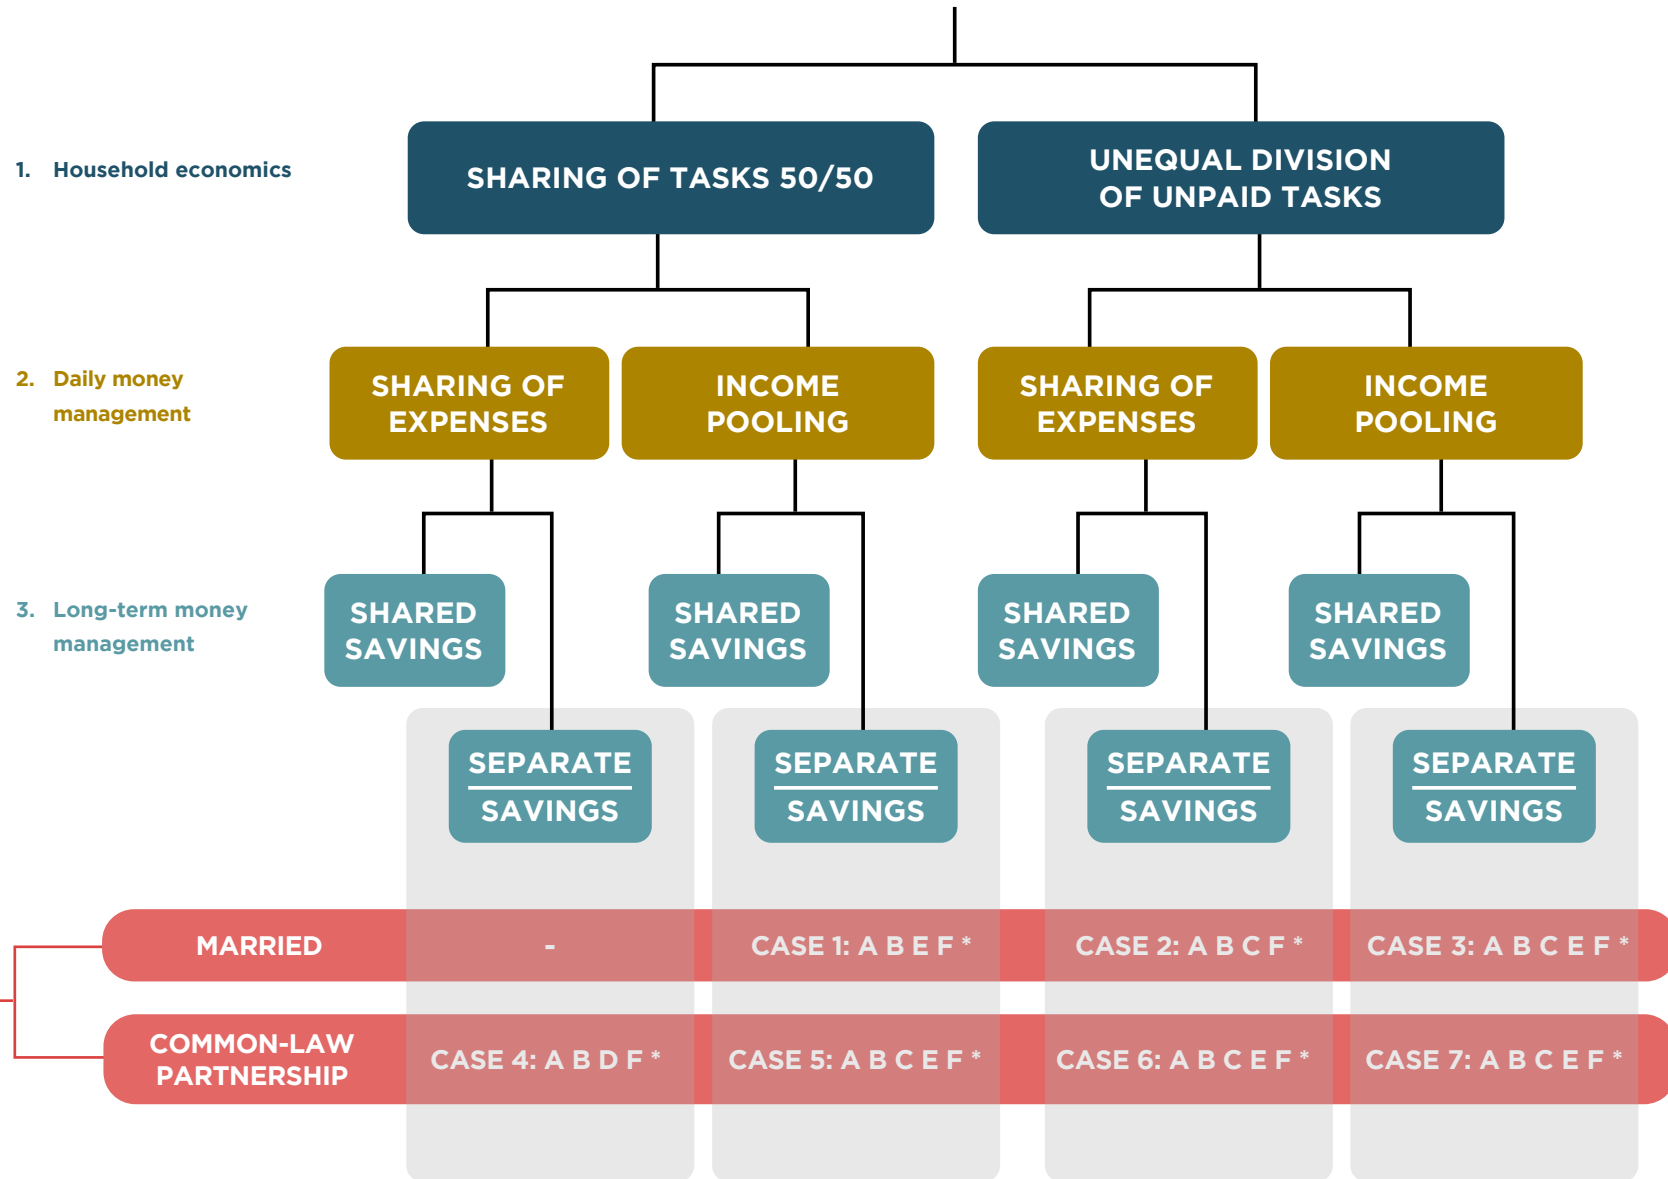 1. Household economics
SHARING OF TASKS 50/50
UNEQUAL DIVISION
OF UNPAID TASKS
2. Daily money
management
SHARING OF
EXPENSES
INCOME
POOLING
SHARING OF
EXPENSES
INCOME
POOLING
3. Long-term money
management
SHARED
SAVINGS
SHARED
SAVINGS
SHARED
SAVINGS
SHARED
SAVINGS
SEPARATE
SAVINGS
SEPARATE
SAVINGS
SEPARATE
SAVINGS
SEPARATE
SAVINGS
MARRIED
-
CASE 1: A B E F *
CASE 2: A B C F *
CASE 3: A B C E F *
COMMON-LAW
PARTNERSHIP
CASE 4: A B D F *
CASE 5: A B C E F *
CASE 6: A B C E F *
CASE 7: A B C E F *